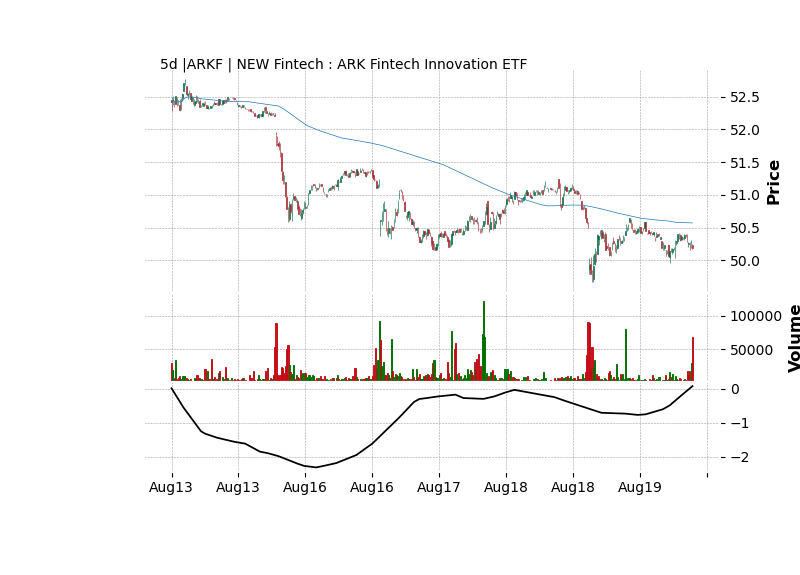 5d |ARKF | NEW Fintech : ARK Fintech Innovation ETF
52.5
52.0
51.5
51.0
50.5
50.0
Price
100000
50000
Volume
0
−1
−2
Aug13
Aug13
Aug16
Aug16
Aug17
Aug18
Aug18
Aug19